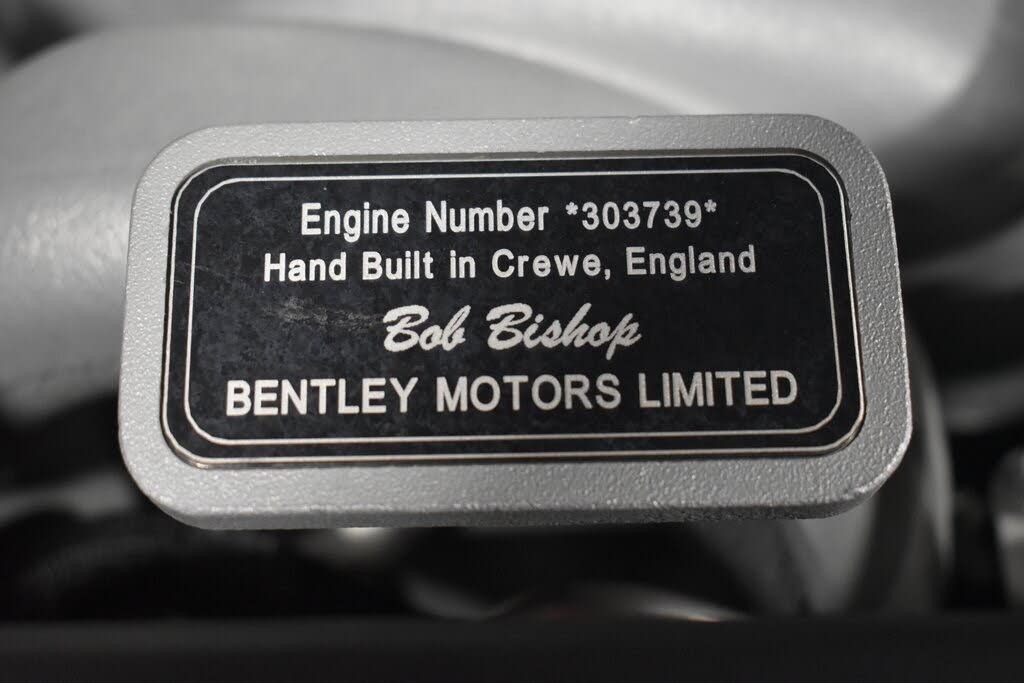 Engine Number *303739*
Hand Built in Crewe, England
Bob Bishop
BENTLEY MOTORS LIMITED